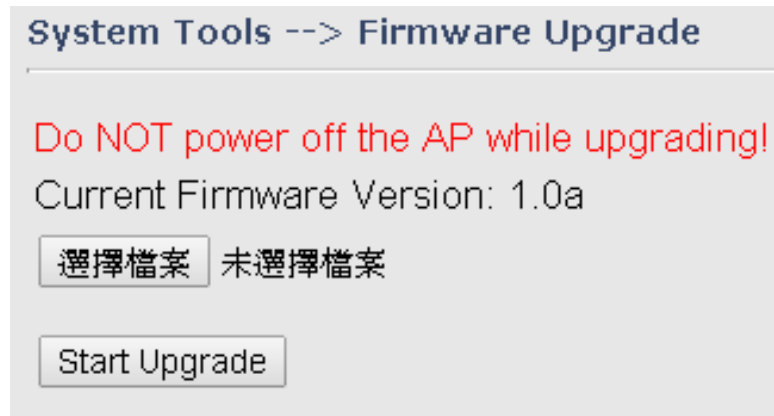 System Tools --> Firmware Upgrade
Do NOT power off the AP while upgrading!
Current Firmware Version: 1.0a
選擇檔案 未選擇檔案
Start Upgrade